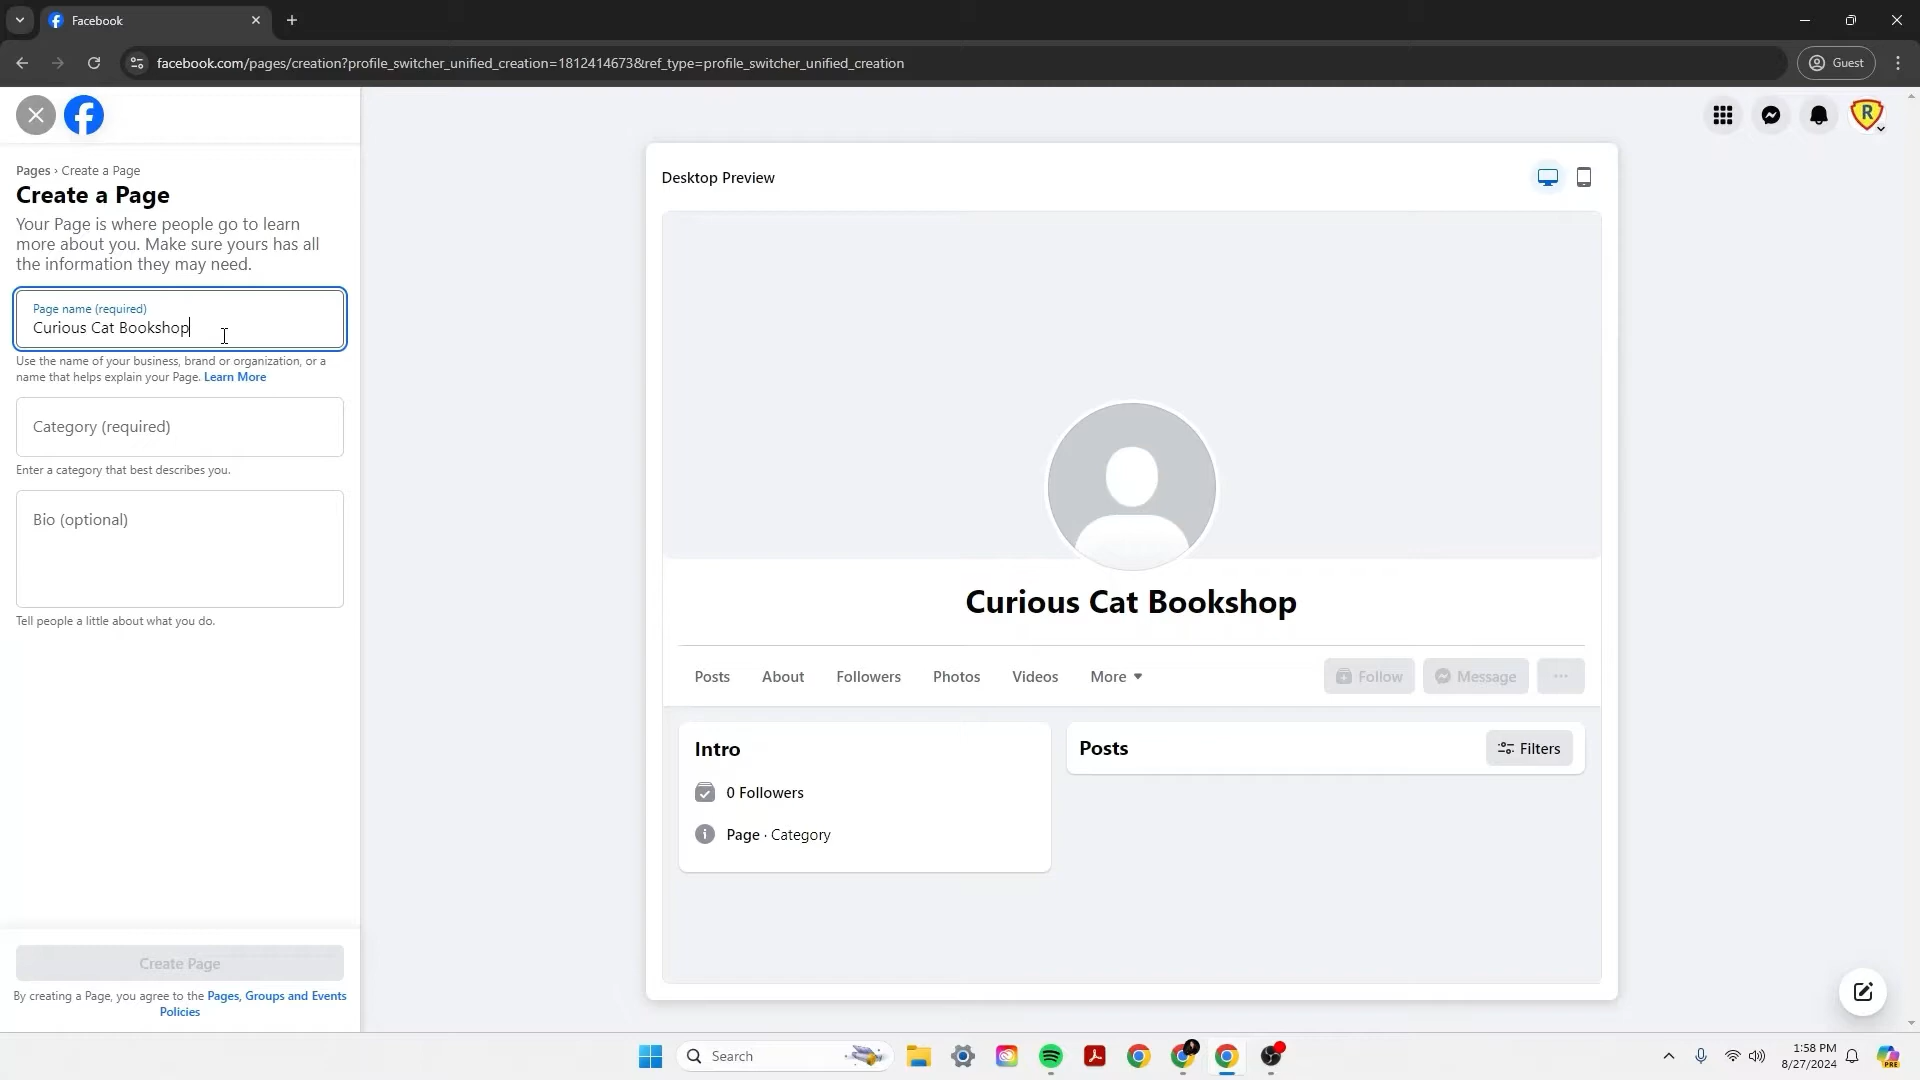 Facebook
facebook.com/pages/creation?profile_switcher_unified_creation=1812414673&ref_type=profile_switcher_unified_creation
Guest
Pages › Create a Page
Create a Page
Your Page is where people go to learn
more about you. Make sure yours has all
the information they may need.
Page name (required)
Curious Cat Bookshop
Use the name of your business, brand or organization, or a
name that helps explain your Page. Learn More
Category (required)
Enter a category that best describes you.
Bio (optional)
Tell people a little about what you do.
Create Page
By creating a Page, you agree to the Pages, Groups and Events
Policies
R
Desktop Preview
Curious Cat Bookshop
Posts About Followers Photos Videos More Follow Message
Intro
0 Followers
Page · Category
Posts Filters
Search
1:58 PM
8/27/2024
PRE